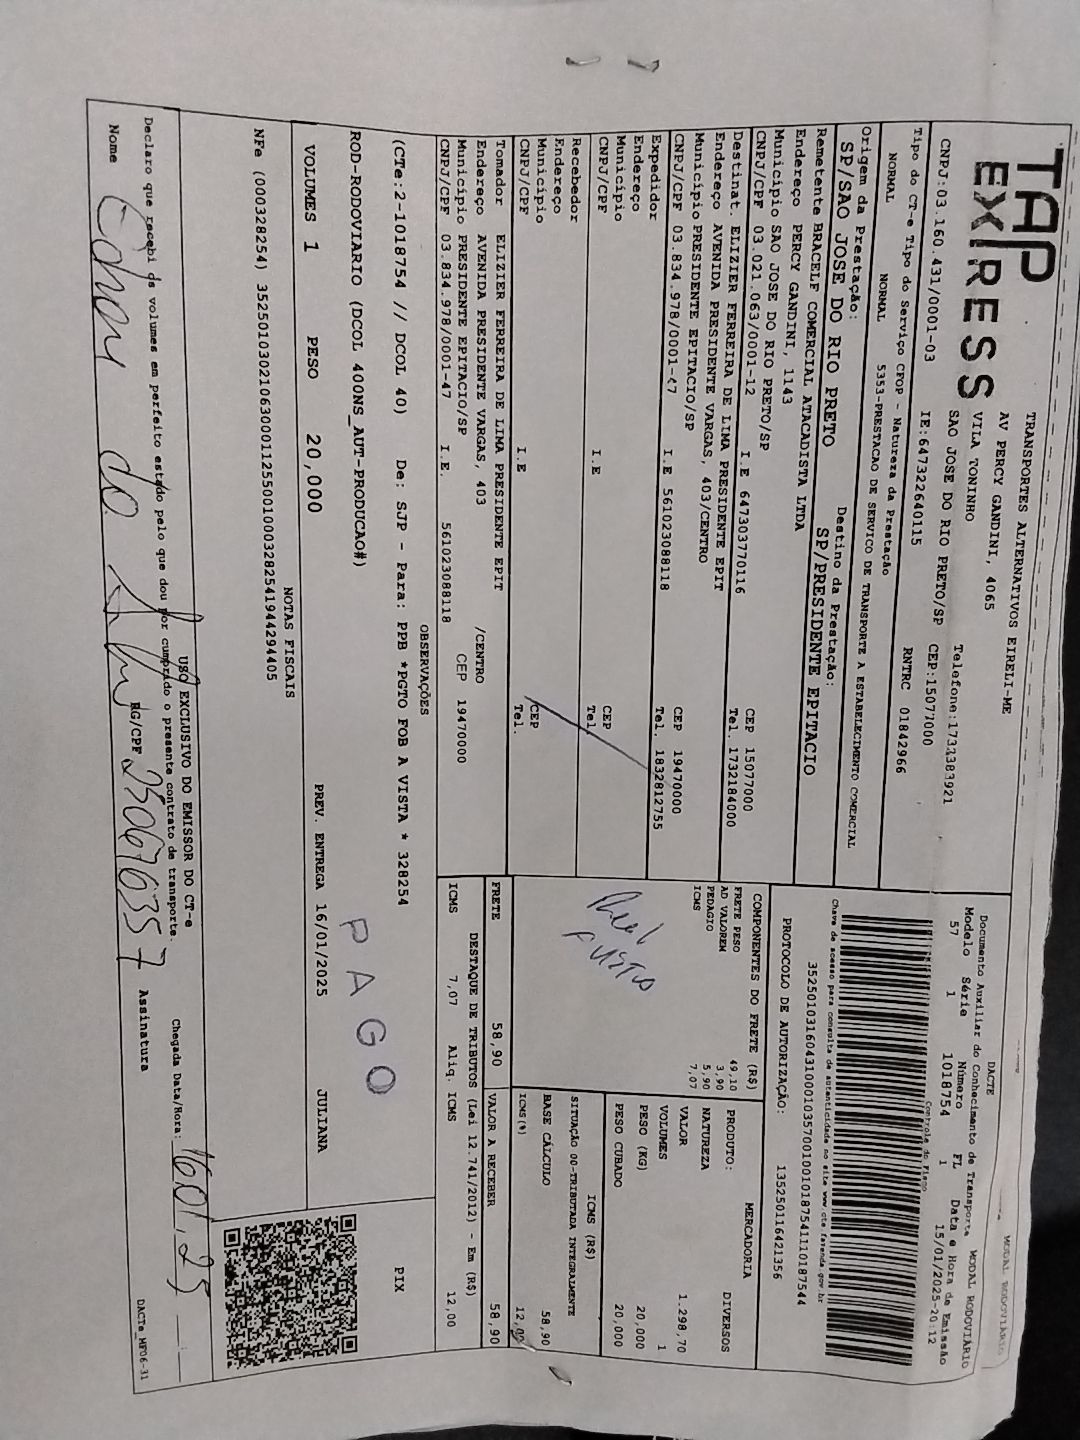 TAP
EXPRESS
TRANSPORTES ALTERNATIVOS EIRELI-ME
AV PERCY GANDINI, 4065
VILA TONINHO
SAO JOSE DO RIO PRETO/SP
Telefone:1732383921
CEP:15077000
CNPJ:03.160.431/0001-03 IE:647322640115
RNTRC 01842966
Tipo do CT-e Tipo do Serviço CFOP - Natureza da Prestação
NORMAL NORMAL 5353-PRESTACAO DE SERVICO DE TRANSPORTE A ESTABELECIMENTO COMERCIAL
Origem da Prestação: Destino da Prestação:
SP/SAO JOSE DO RIO PRETO SP/PRESIDENTE EPITACIO
MODAL RODOVIÁRIO
DACTE
Documento Auxiliar do Conhecimento de Transporte MODAL RODOVIÁRIO
Modelo Série Número FL Data e Hora de Emissão
57 1 1018754 1 15/01/2025-20:12
Controle do Fisco
Chave de acesso para consulta de autenticidade no site www.cte.fazenda.gov.br
35250103160431000103570010010187541110187544
PROTOCOLO DE AUTORIZAÇÃO: 135250116421356
Remetente BRACELF COMERCIAL ATACADISTA LTDA
Endereço PERCY GANDINI, 1143
Município SAO JOSE DO RIO PRETO/SP CEP 15077000
CNPJ/CPF 03.021.063/0001-12 I.E 647303770116 Tel. 1732184000
Destinat. ELIZIER FERREIRA DE LIMA PRESIDENTE EPIT
Endereço AVENIDA PRESIDENTE VARGAS, 403/CENTRO
Município PRESIDENTE EPITACIO/SP CEP 19470000
CNPJ/CPF 03.834.978/0001-47 I.E 561023088118 Tel. 1832812755
Expedidor
Endereço
Município CEP
CNPJ/CPF I.E Tel.
Recebedor
Endereço
Município CEP
CNPJ/CPF I.E Tel.
Tomador ELIZIER FERREIRA DE LIMA PRESIDENTE EPIT
Endereço AVENIDA PRESIDENTE VARGAS, 403 /CENTRO
Município PRESIDENTE EPITACIO/SP CEP 19470000
CNPJ/CPF 03.834.978/0001-47 I.E. 561023088118
COMPONENTES DO FRETE (R$)
FRETE PESO 49,10
AD VALOREM 3,90
PEDAGIO 5,90
ICMS 7,07
MERCADORIA
PRODUTO: DIVERSOS
NATUREZA
VALOR 1.298,70
VOLUMES 1
PESO (KG) 20,000
PESO CUBADO 20,000
ICMS (R$)
SITUAÇÃO 00-TRIBUTADA INTEGRALMENTE
BASE CÁLCULO 58,90
ICMS(%) 12,00
FRETE 58,90 VALOR A RECEBER 58,90
DESTAQUE DE TRIBUTOS (Lei 12.741/2012) - Em (R$)
ICMS 7,07 Aliq. ICMS 12,00
OBSERVAÇÕES
(CTe:2-1018754 // DCOL 40) De: SJP - Para: PPB *PGTO FOB A VISTA * 328254
PIX
ROD-RODOVIARIO (DCOL 400NS_AUT-PRODUCAO#)
PAGO
VOLUMES 1 PESO 20,000 PREV. ENTREGA 16/01/2025 JULIANA
NOTAS FISCAIS
NFe (000328254) 35250103021063000112550010003282541944294405
USO EXCLUSIVO DO EMISSOR DO CT-e
Declaro que recebi os volumes em perfeito estado pelo que dou por cumprido o presente contrato de transporte.
Chegada Data/Hora: 16 01 25
Nome RG/CPF Assinatura
DACTe_MF06-31